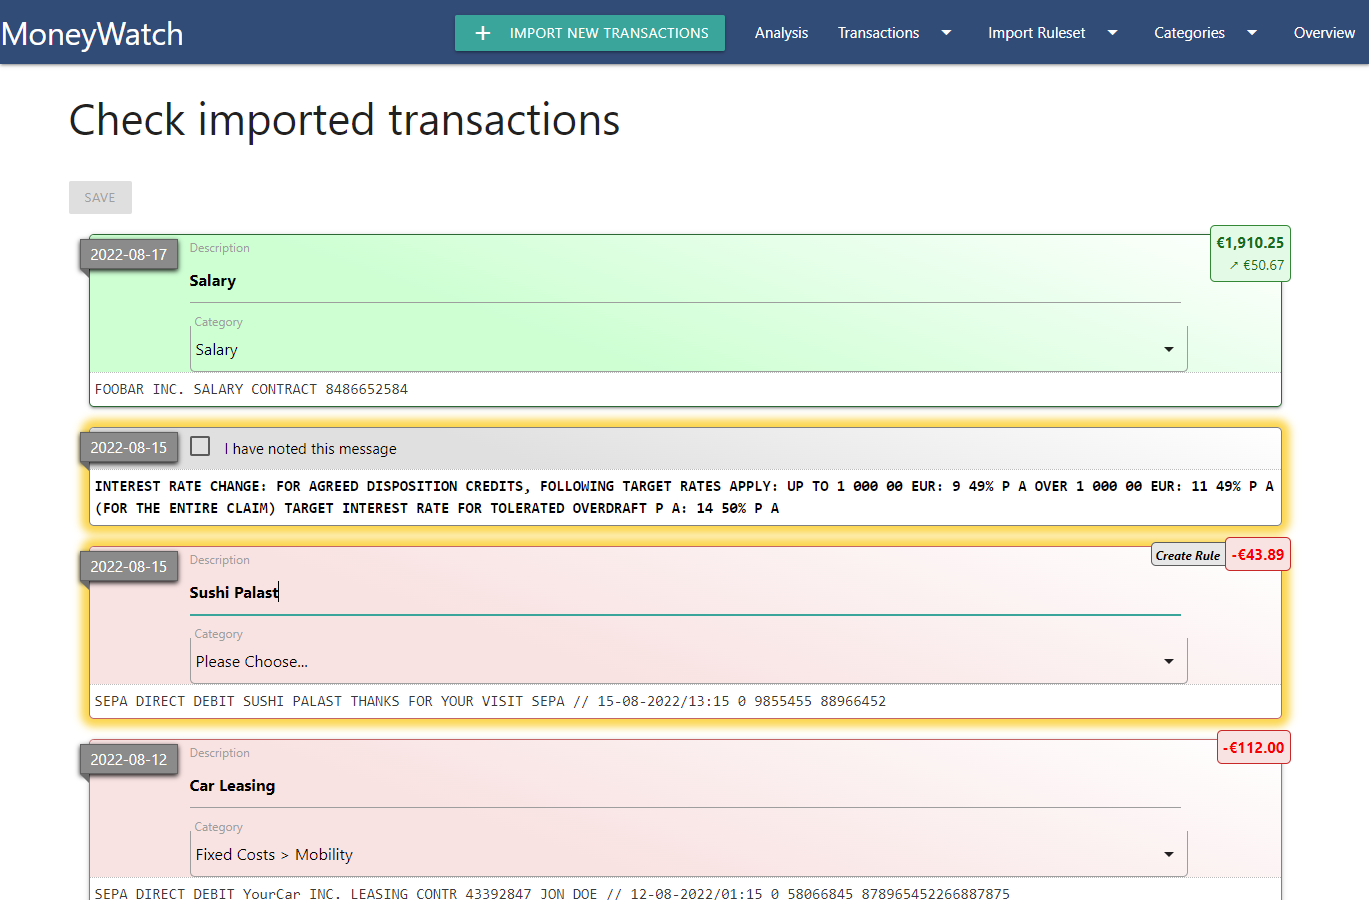 MoneyWatch
+ IMPORT NEW TRANSACTIONS
Analysis
Transactions
Import Ruleset
Categories
Overview
Check imported transactions
SAVE
2022-08-17
Description
Salary
€1,910.25
↗ €50.67
Category
Salary
FOOBAR INC. SALARY CONTRACT 8486652584
2022-08-15
I have noted this message
INTEREST RATE CHANGE: FOR AGREED DISPOSITION CREDITS, FOLLOWING TARGET RATES APPLY: UP TO 1 000 00 EUR: 9 49% P A OVER 1 000 00 EUR: 11 49% P A
(FOR THE ENTIRE CLAIM) TARGET INTEREST RATE FOR TOLERATED OVERDRAFT P A: 14 50% P A
2022-08-15
Description
Sushi Palast
Create Rule
-€43.89
Category
Please Choose...
SEPA DIRECT DEBIT SUSHI PALAST THANKS FOR YOUR VISIT SEPA // 15-08-2022/13:15 0 9855455 88966452
2022-08-12
Description
Car Leasing
-€112.00
Category
Fixed Costs > Mobility
SEPA DIRECT DEBIT YourCar INC. LEASING CONTR 43392847 JON DOE // 12-08-2022/01:15 0 58066845 878965452266887875